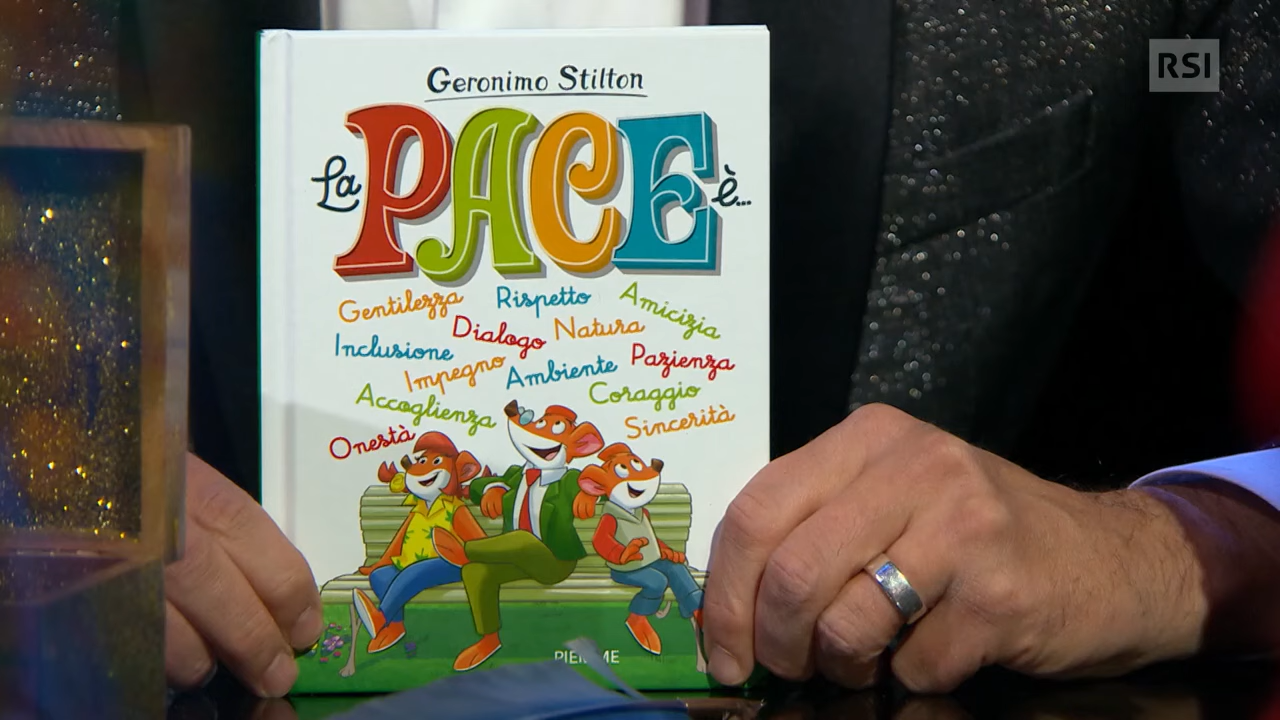 RSI
Geronimo Stilton
La PACE è...
Gentilezza Rispetto Amicizia
Dialogo Natura
Inclusione
Impegno Ambiente Pazienza
Accoglienza Coraggio
Onestà Sincerità
PIEMME